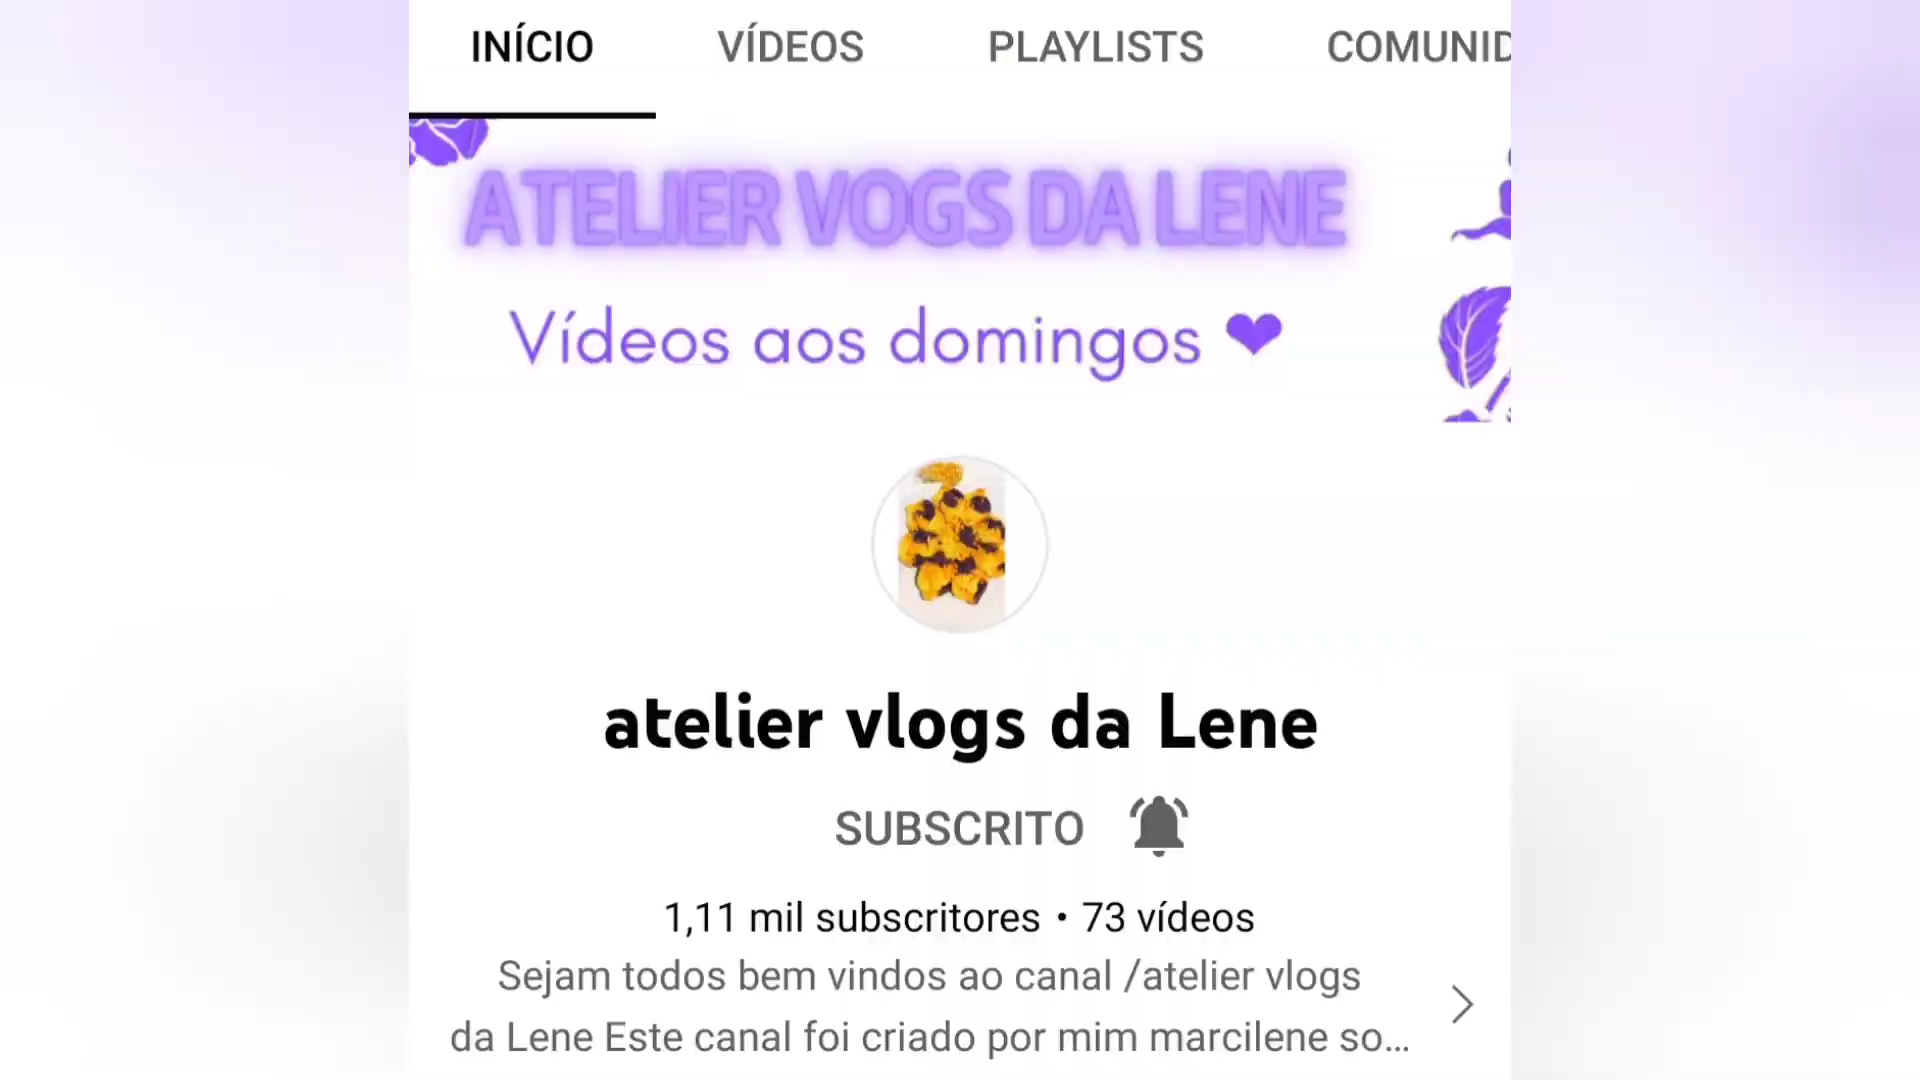 INÍCIO VÍDEOS PLAYLISTS COMUNID
ATELIER VOGS DA LENE
Vídeos aos domingos ❤
atelier vlogs da Lene
SUBSCRITO
1,11 mil subscritores • 73 vídeos
Sejam todos bem vindos ao canal /atelier vlogs
da Lene Este canal foi criado por mim marcilene so...